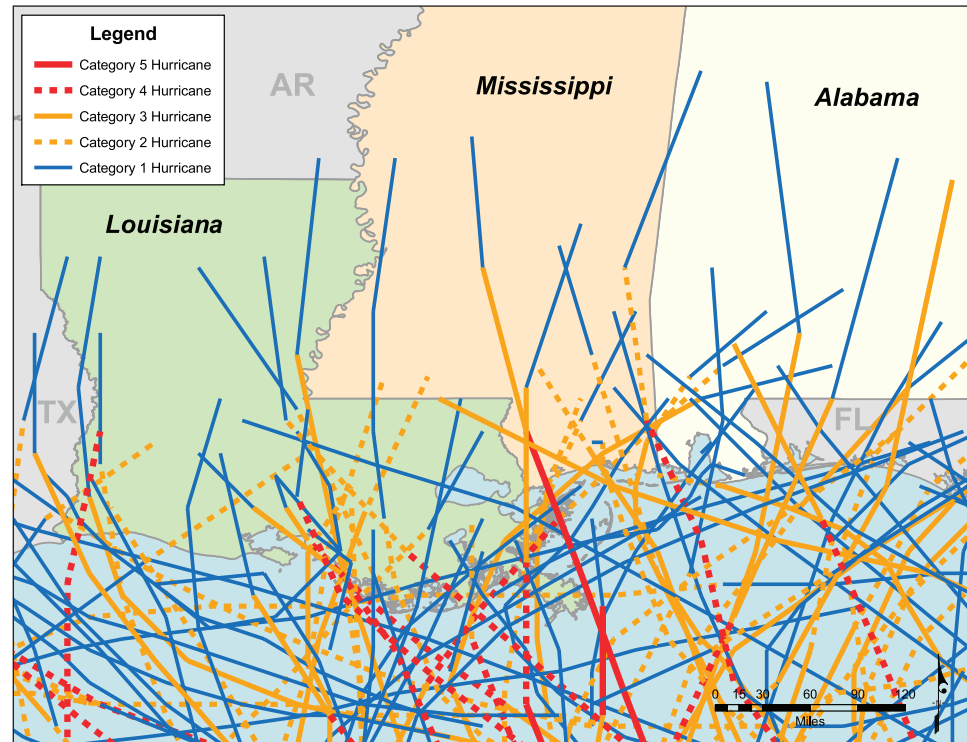 Legend
Category 5 Hurricane
Category 4 Hurricane
Category 3 Hurricane
Category 2 Hurricane
Category 1 Hurricane
AR
Mississippi
Alabama
Louisiana
TX
FL
0 15 30 60 90 120
Miles